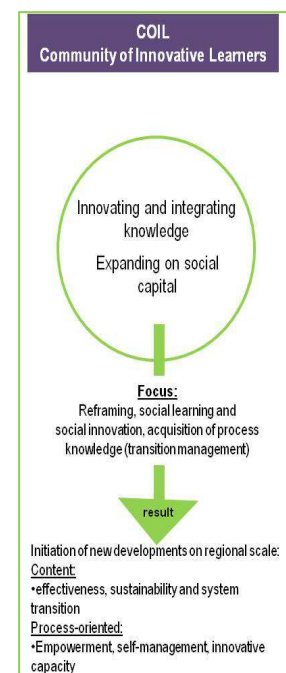 COIL
Community of Innovative Learners
Innovating and integrating
knowledge
Expanding on social
capital
Focus:
Reframing, social learning and
social innovation, acquisition of process
knowledge (transition management)
result
Initiation of new developments on regional scale:
Content:
•effectiveness, sustainability and system
transition
Process-oriented:
•Empowerment, self-management, innovative
capacity